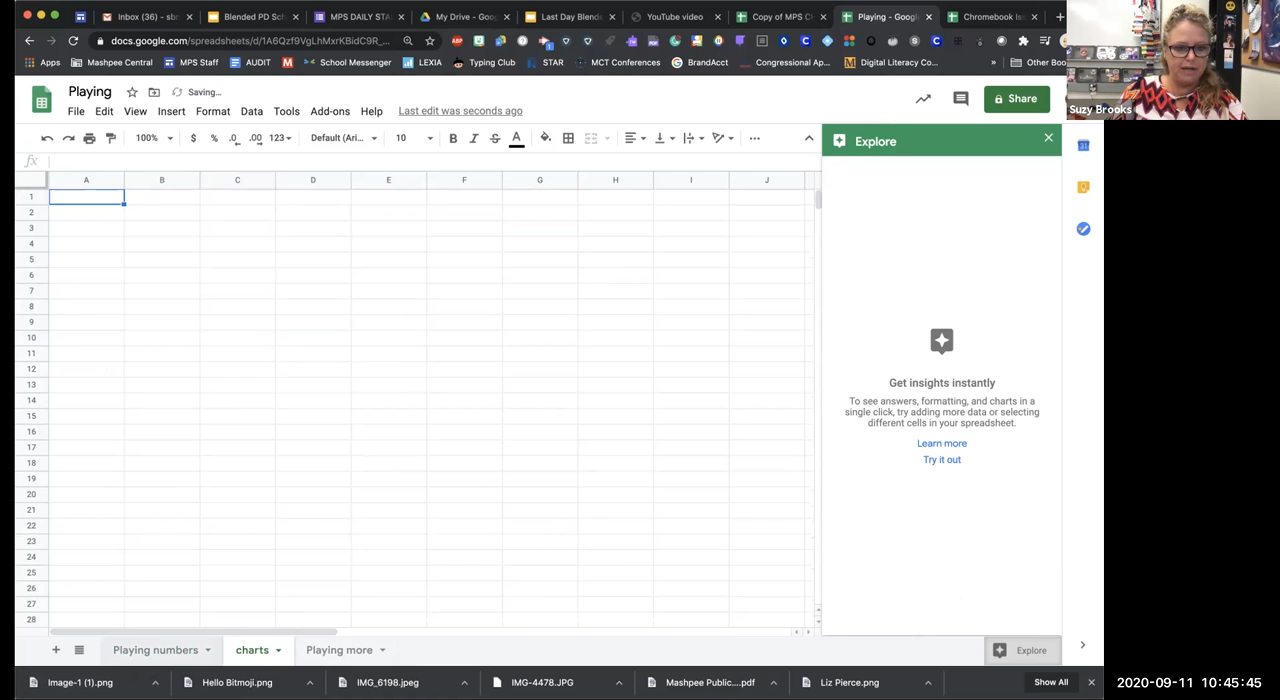 Inbox (36) - sb
Blended PD Sch
MPS DAILY STA
My Drive - Goo
Last Day Blende
YouTube video
Copy of MPS C
Playing - Google
Chromebook Iss
docs.google.com/spreadsheets/d/1A6Qzf9VgLhMxrKBidC9R_...
Apps
Mashpee Central
MPS Staff
AUDIT
School Messenger
LEXIA
Typing Club
STAR
MCT Conferences
BrandAcct
Congressional Ap...
Digital Literacy Co...
»
Other Boo
Suzy Brooks
Playing
Saving...
File Edit View Insert Format Data Tools Add-ons Help
Last edit was seconds ago
Share
100% $ % .0 .00 123 Default (Ari... 10 B I S A
fx
Explore
A B C D E F G H I J
1
2
3
4
5
6
7
8
9
10
11
12
13
14
15
16
17
18
19
20
21
22
23
24
25
26
27
28
Get insights instantly
To see answers, formatting, and charts in a
single click, try adding more data or selecting
different cells in your spreadsheet.
Learn more
Try it out
Playing numbers
charts
Playing more
Explore
Image-1 (1).png
Hello Bitmoji.png
IMG_6198.jpeg
IMG-4478.JPG
Mashpee Public....pdf
Liz Pierce.png
Show All
2020-09-11 10:45:45